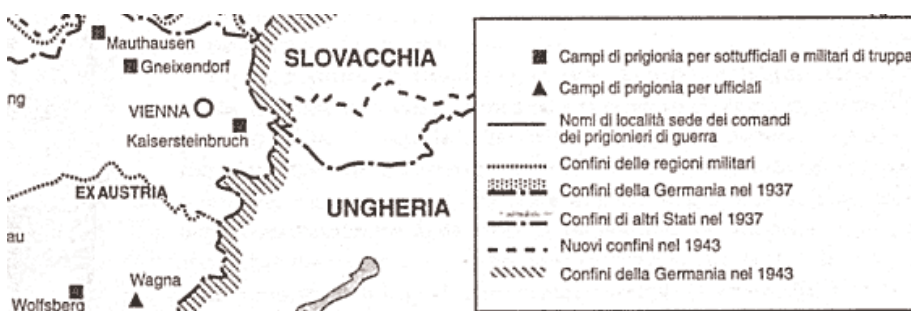 Mauthausen
Gneixendorf
ng
VIENNA
Kaisersteinbruch
SLOVACCHIA
EX AUSTRIA
UNGHERIA
au
Wagna
Wolfsberg
Campi di prigionia per sottufficiali e militari di truppa
Campi di prigionia per ufficiali
Nomi di località sede dei comandi
dei prigionieri di guerra
Confini delle regioni militari
Confini della Germania nel 1937
Confini di altri Stati nel 1937
Nuovi confini nel 1943
Confini della Germania nel 1943